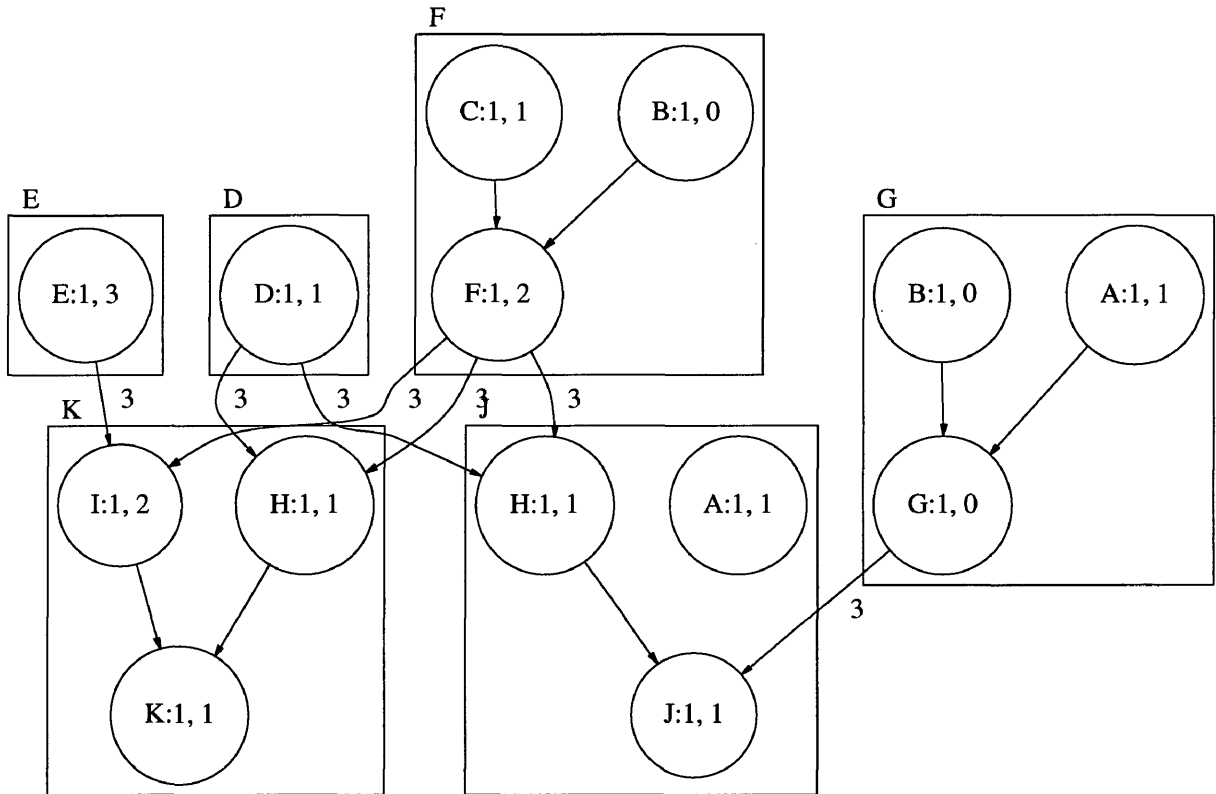 F
C:1, 1
B:1, 0
E
D
G
E:1, 3
D:1, 1
F:1, 2
B:1, 0
A:1, 1
3
3
3
3
3
3
K
J
I:1, 2
H:1, 1
H:1, 1
A:1, 1
G:1, 0
3
K:1, 1
J:1, 1